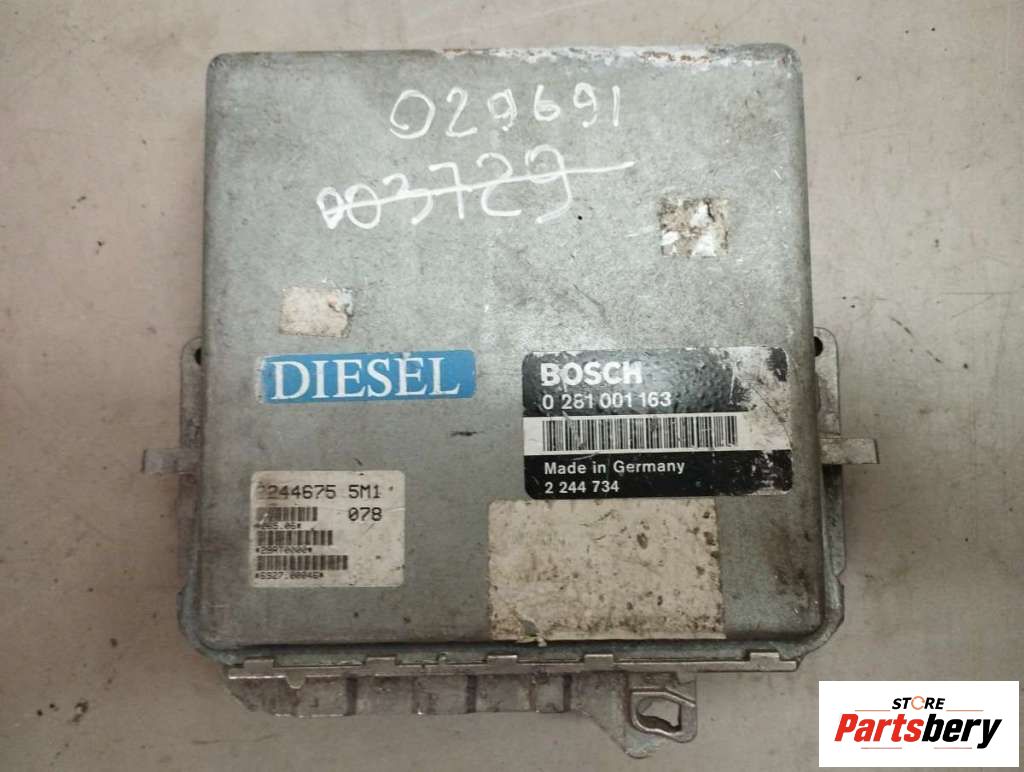 029691
003729
DIESEL
BOSCH
0 281 001 163
Made in Germany
2 244 734
2244675 5M1
078
*28RT0000*
STORE
Partsbery